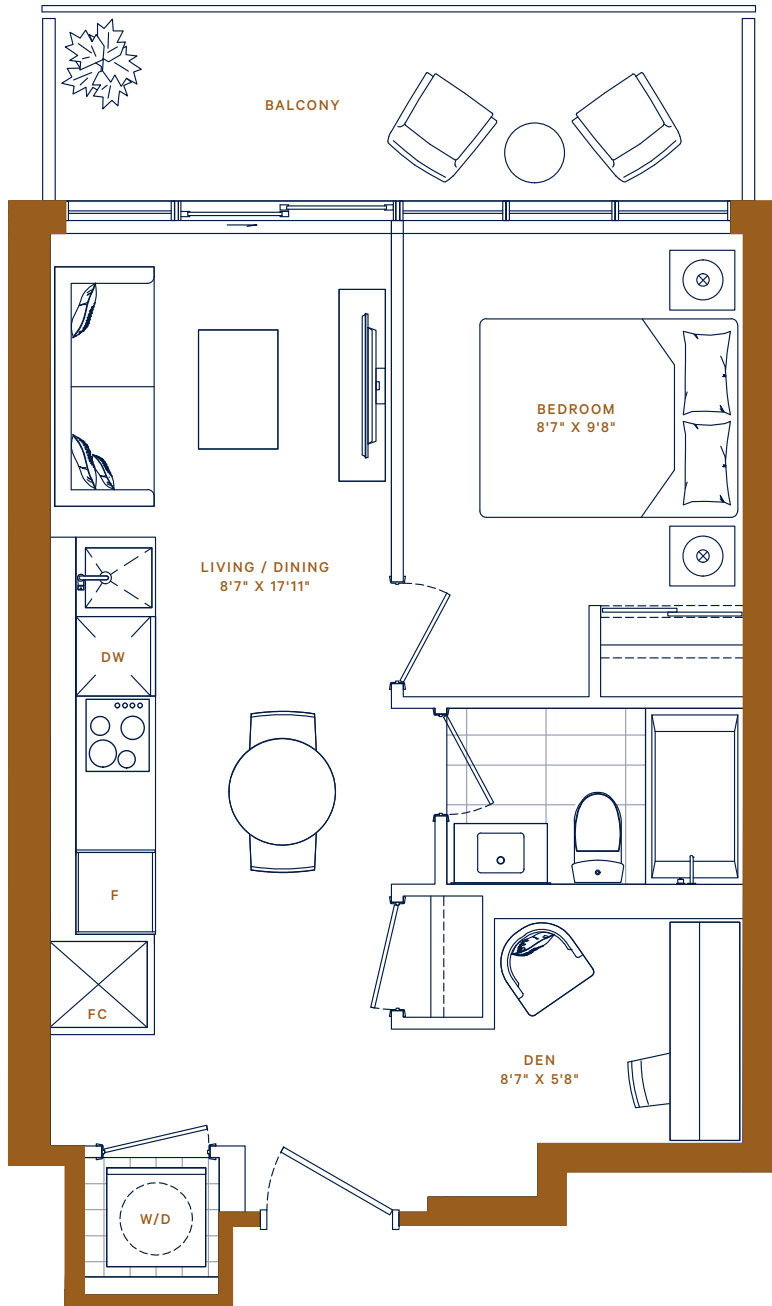 BALCONY
BEDROOM
8'7" X 9'8"
LIVING / DINING
8'7" X 17'11"
DW
F
FC
DEN
8'7" X 5'8"
W/D